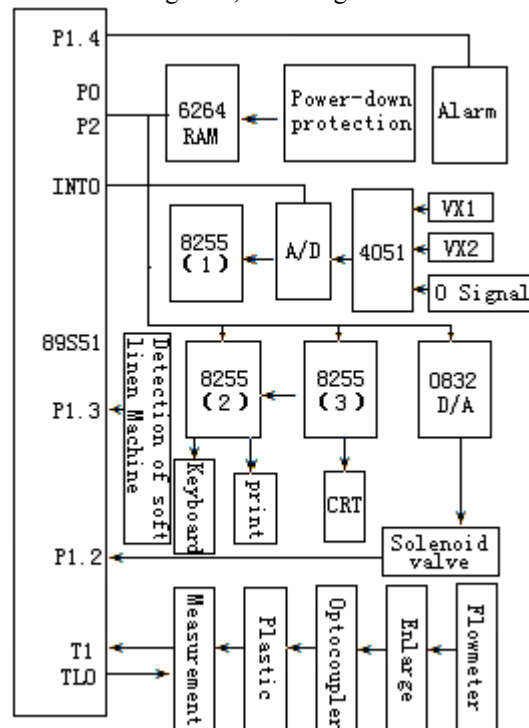 P1.4
P0
P2
6264
RAM
Power-down
protection
Alarm
INT0
8255
(1)
A/D
4051
VX1
VX2
0 Signal
89S51
P1.3
Detection of soft
linen Machine
8255
(2)
8255
(3)
0832
D/A
Keyboard
print
CRT
P1.2
Solenoid
valve
T1
TL0
Measurement
Plastic
Optocoupler
Enlarge
Flowmeter